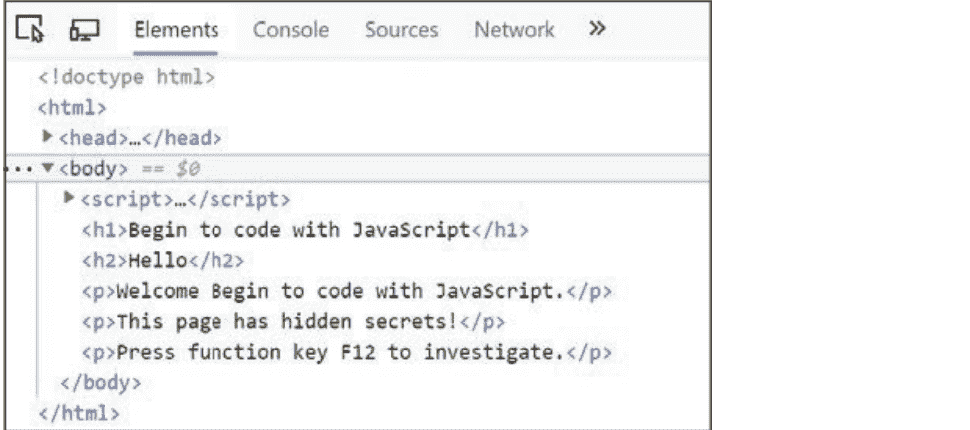 Elements Console Sources Network »
<!doctype html>
<html>
▶<head>…</head>
…▼<body> == $0
▶<script>…</script>
<h1>Begin to code with JavaScript</h1>
<h2>Hello</h2>
<p>Welcome Begin to code with JavaScript.</p>
<p>This page has hidden secrets!</p>
<p>Press function key F12 to investigate.</p>
</body>
</html>